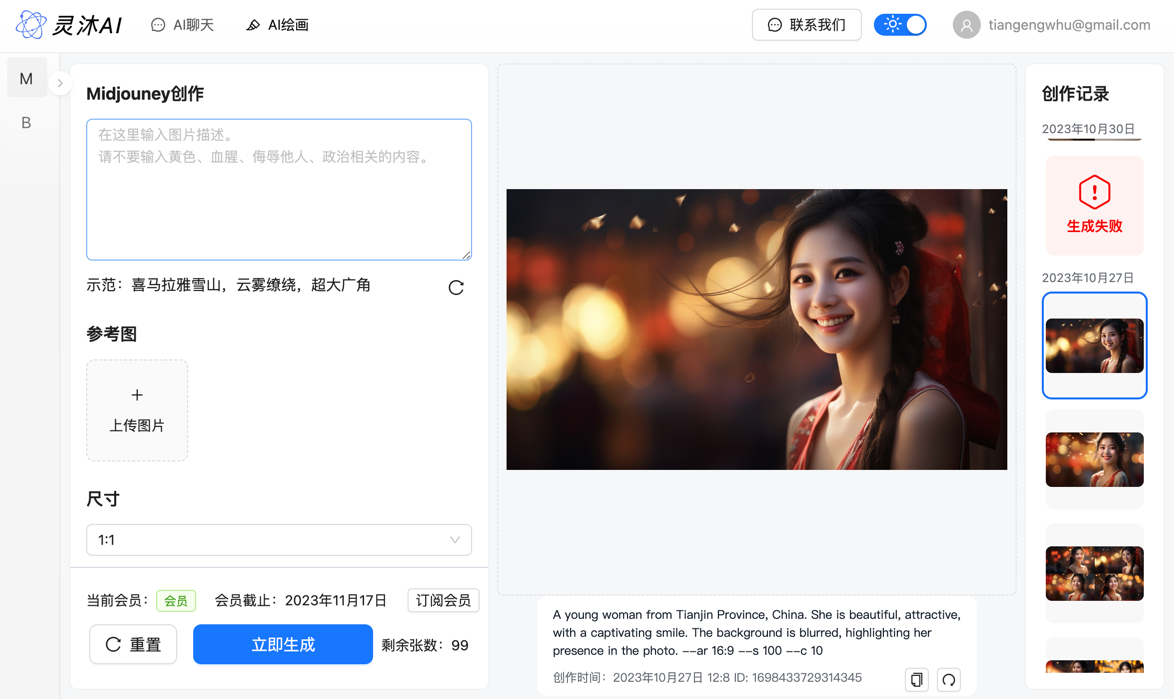 灵沐AI
AI聊天
AI绘画
联系我们
tiangengwhu@gmail.com
M
B
Midjouney创作
在这里输入图片描述。
请不要输入黄色、血腥、侮辱他人、政治相关的内容。
示范：喜马拉雅雪山，云雾缭绕，超大广角
参考图
+
上传图片
尺寸
1:1
当前会员：
会员
会员截止：2023年11月17日
订阅会员
重置
立即生成
剩余张数：99
A young woman from Tianjin Province, China. She is beautiful, attractive,
with a captivating smile. The background is blurred, highlighting her
presence in the photo. --ar 16:9 --s 100 --c 10
创作时间：2023年10月27日 12:8 ID: 1698433729314345
创作记录
2023年10月30日
生成失败
2023年10月27日